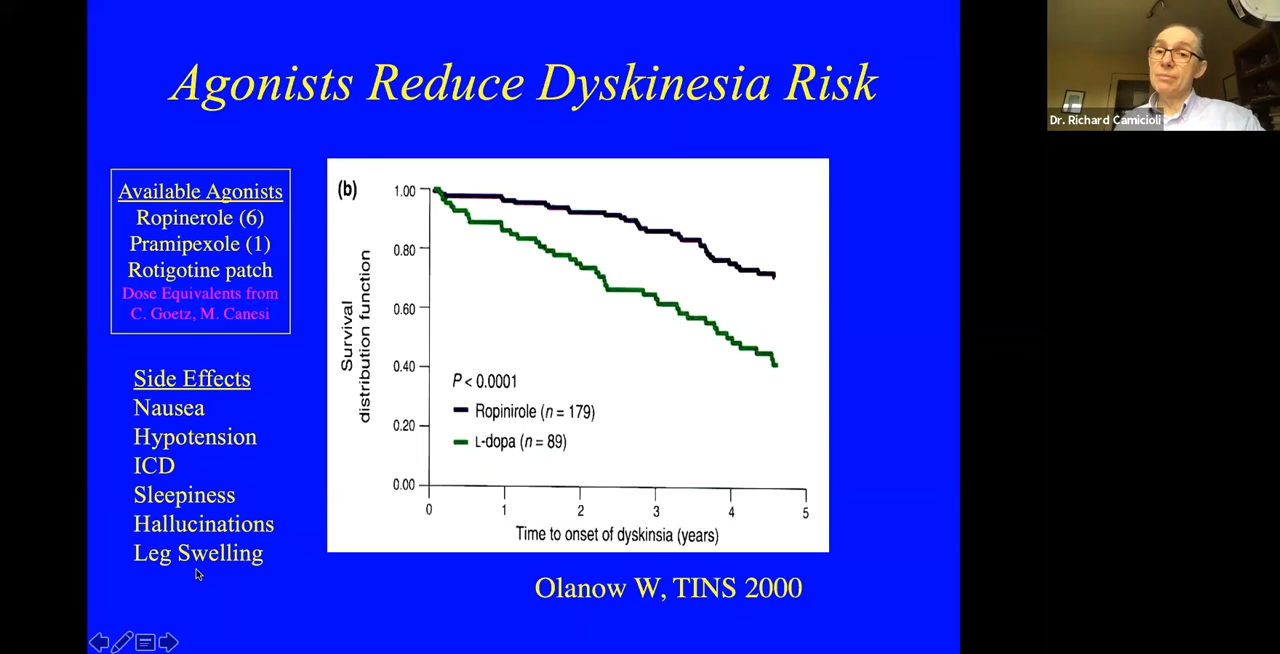 Agonists Reduce Dyskinesia Risk
Dr. Richard Camicioli
Available Agonists
Ropinerole (6)
Pramipexole (1)
Rotigotine patch
Dose Equivalents from
C. Goetz, M. Canesi
Side Effects
Nausea
Hypotension
ICD
Sleepiness
Hallucinations
Leg Swelling
(b)
Survival
distribution function
1.00
0.80
0.60
0.40
0.20
0.00
P < 0.0001
Ropinirole (n = 179)
L-dopa (n = 89)
0 1 2 3 4 5
Time to onset of dyskinsia (years)
Olanow W, TINS 2000